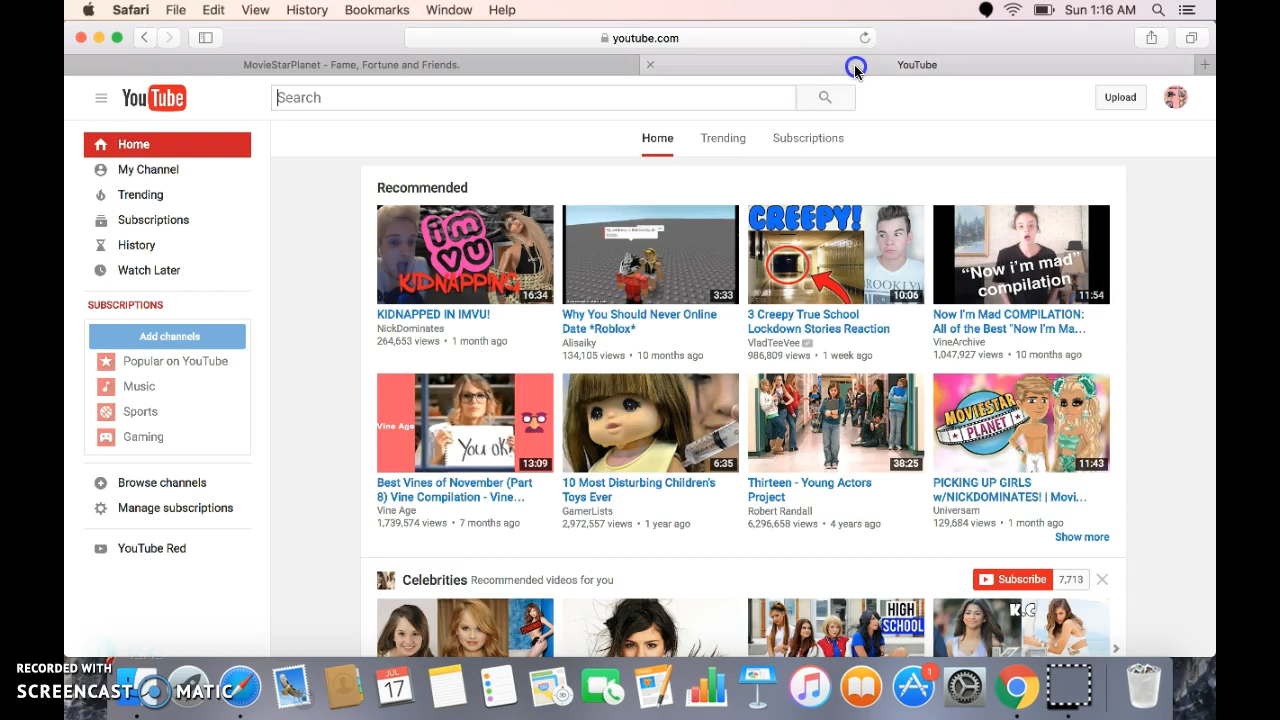 Safari File Edit View History Bookmarks Window Help Sun 1:16 AM
youtube.com
MovieStarPlanet - Fame, Fortune and Friends. YouTube
YouTube Search Upload
Home Trending Subscriptions
Home
My Channel
Trending
Subscriptions
History
Watch Later
SUBSCRIPTIONS
Add channels
Popular on YouTube
Music
Sports
Gaming
Browse channels
Manage subscriptions
YouTube Red
Recommended
imvu
KIDNAPPING
16:34
KIDNAPPED IN IMVU!
NickDominates
264,653 views • 1 month ago
3:33
Why You Should Never Online
Date *Roblox*
Alisaiky
134,105 views • 10 months ago
CREEPY!
BROOKLYN
10:06
3 Creepy True School
Lockdown Stories Reaction
VladTeeVee
986,809 views • 1 week ago
"Now i'm mad"
compilation
11:54
Now I'm Mad COMPILATION:
All of the Best "Now I'm Ma...
VineArchive
1,047,927 views • 10 months ago
Vine Age
You ok
13:09
Best Vines of November (Part
8) Vine Compilation - Vine...
Vine Age
1,739,574 views • 7 months ago
6:35
10 Most Disturbing Children's
Toys Ever
GamerLists
2,972,557 views • 1 year ago
38:25
Thirteen - Young Actors
Project
Robert Randall
6,296,658 views • 4 years ago
MOVIESTAR
PLANET
11:43
PICKING UP GIRLS
w/NICKDOMINATES! | Movi...
Universam
129,684 views • 1 month ago
Show more
Celebrities Recommended videos for you Subscribe 7,713
HIGH
SCHOOL
K.C
JUL
17
1
RECORDED WITH
SCREENCAST MATIC